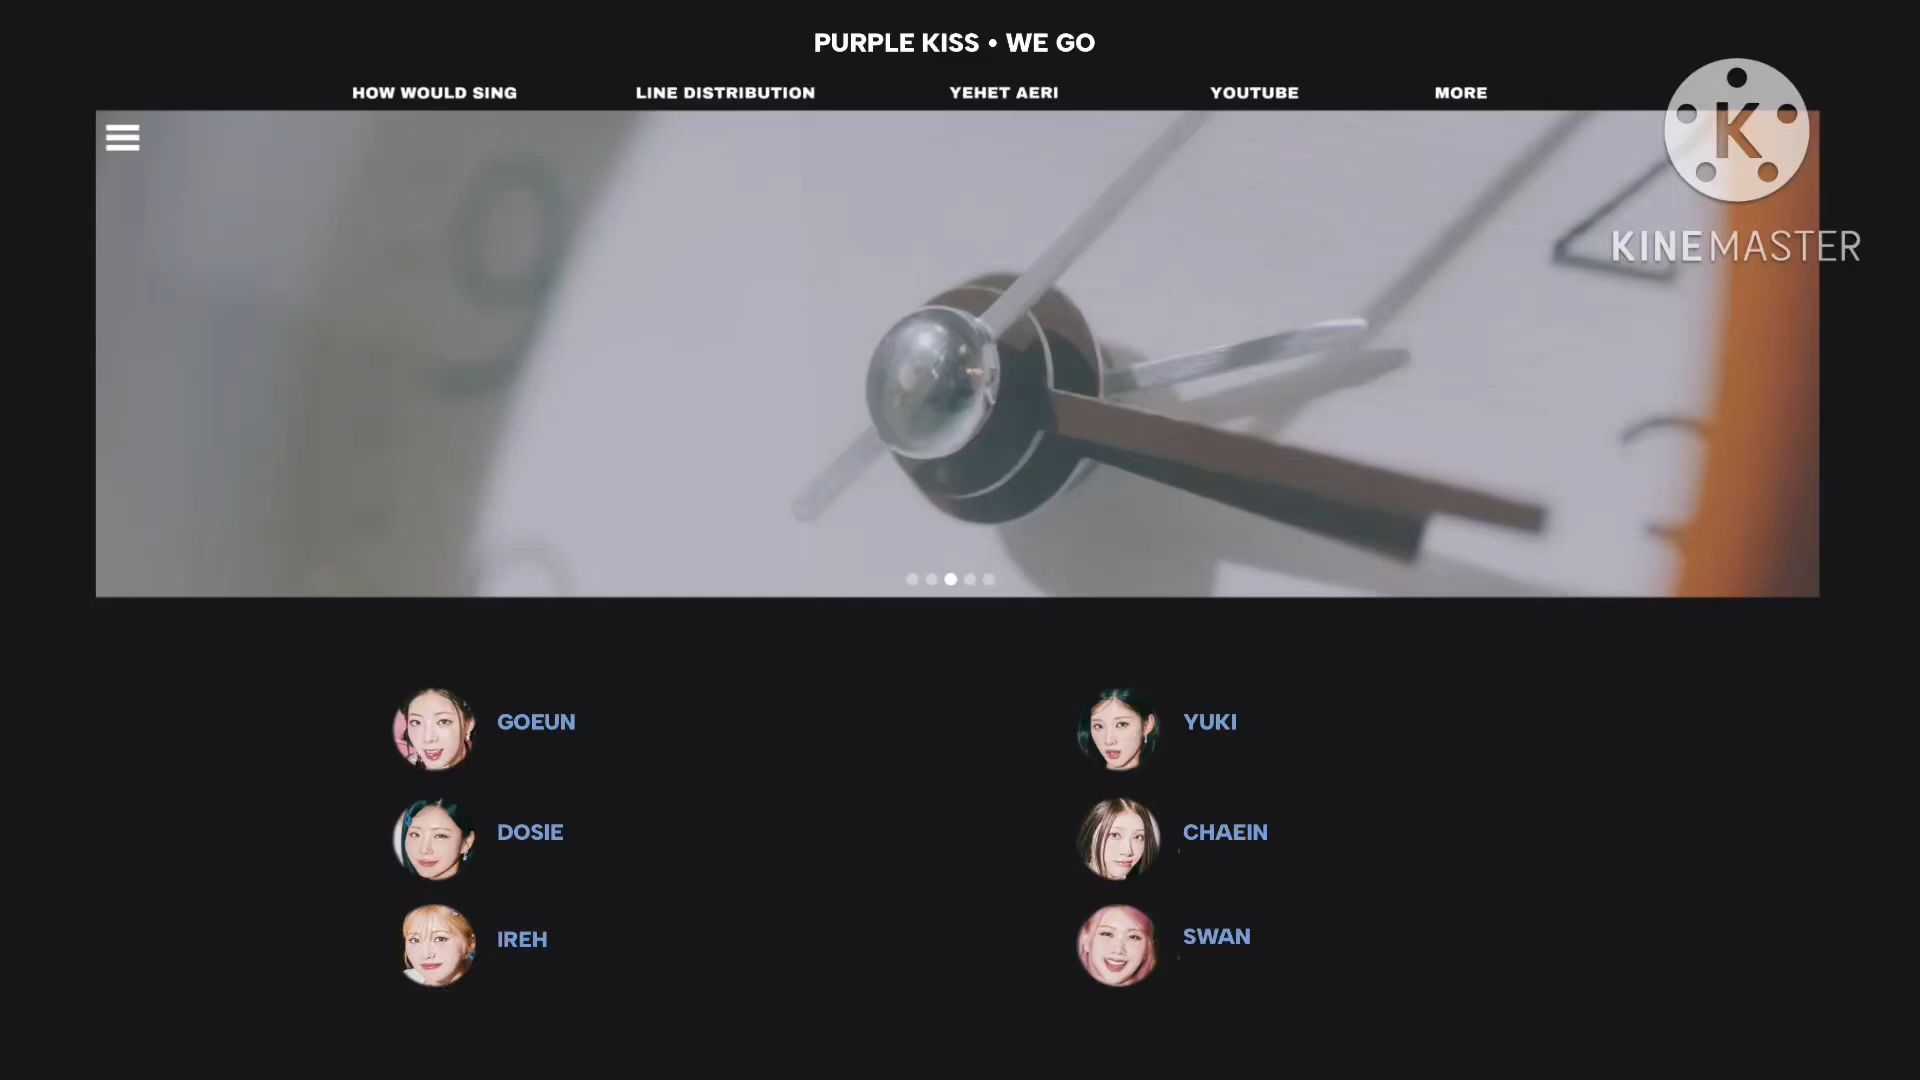 PURPLE KISS • WE GO
HOW WOULD SING LINE DISTRIBUTION YEHET AERI YOUTUBE MORE
K
KINEMASTER
9
GOEUN YUKI
DOSIE CHAEIN
IREH SWAN